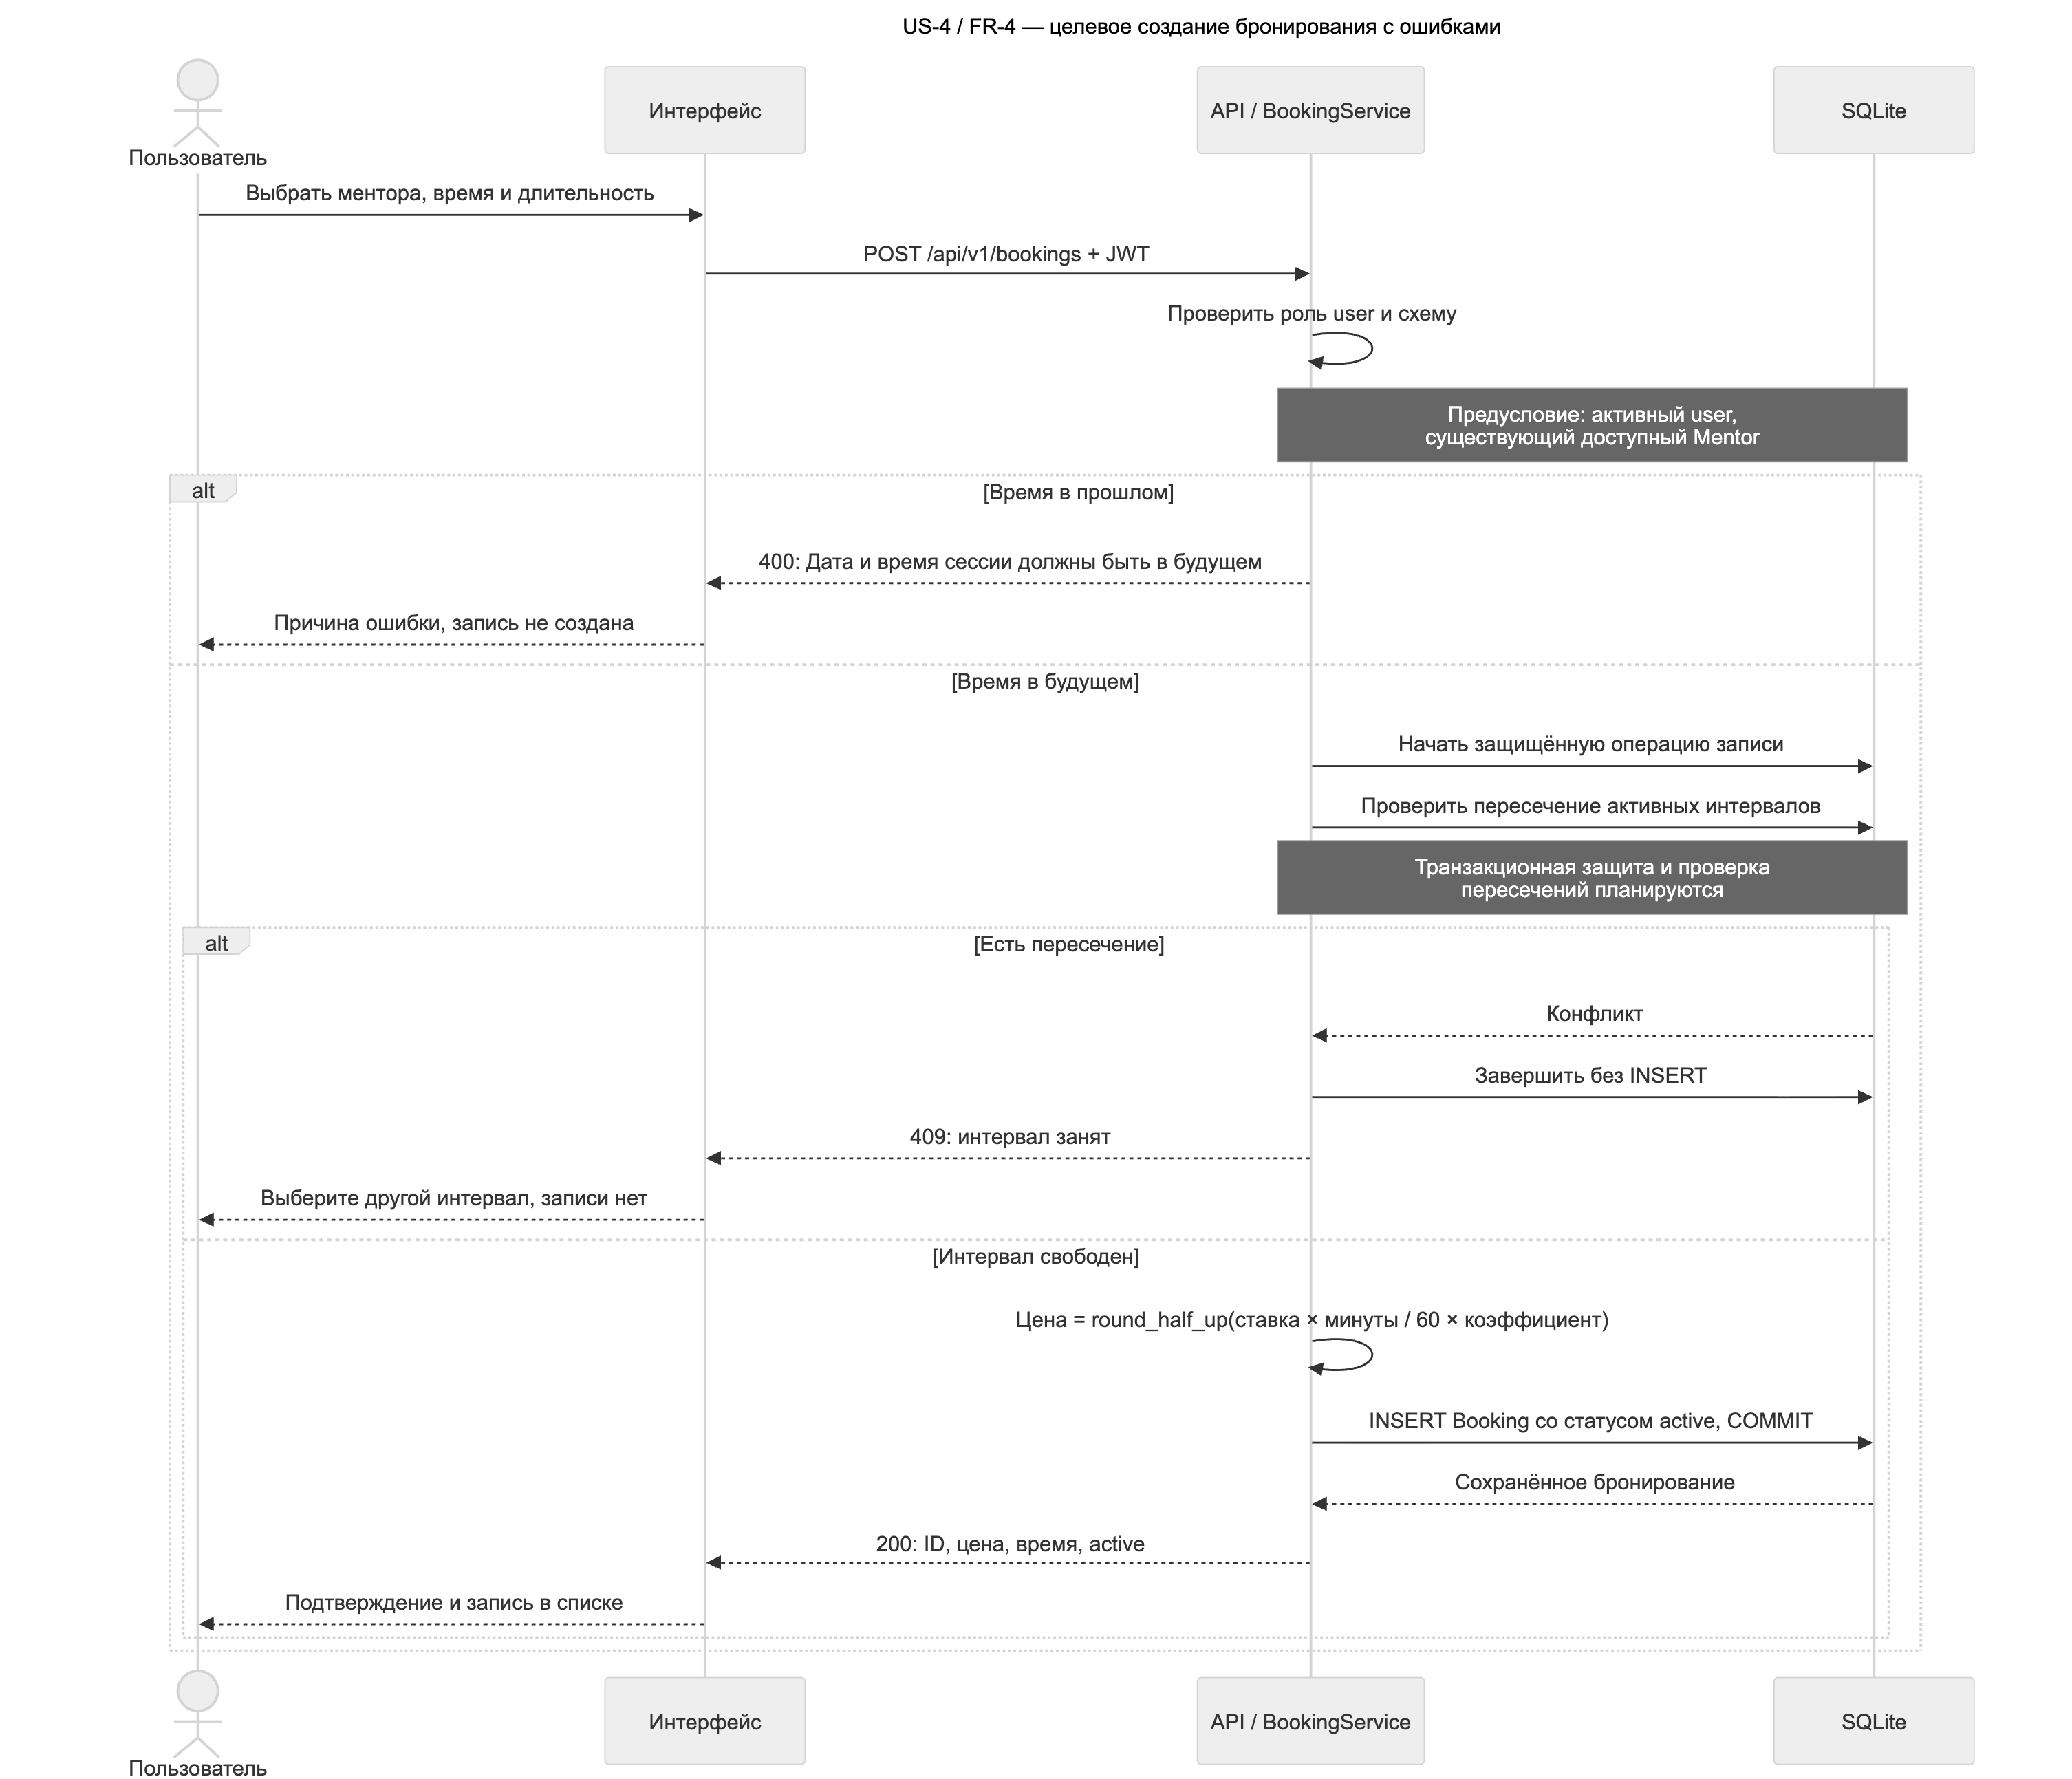 US-4 / FR-4 — целевое создание бронирования с ошибками
Пользователь
Интерфейс
API / BookingService
SQLite
Выбрать ментора, время и длительность
POST /api/v1/bookings + JWT
Проверить роль user и схему
Предусловие: активный user,
существующий доступный Mentor
alt
[Время в прошлом]
400: Дата и время сессии должны быть в будущем
Причина ошибки, запись не создана
[Время в будущем]
Начать защищённую операцию записи
Проверить пересечение активных интервалов
Транзакционная защита и проверка
пересечений планируются
alt
[Есть пересечение]
Конфликт
Завершить без INSERT
409: интервал занят
Выберите другой интервал, записи нет
[Интервал свободен]
Цена = round_half_up(ставка × минуты / 60 × коэффициент)
INSERT Booking со статусом active, COMMIT
Сохранённое бронирование
200: ID, цена, время, active
Подтверждение и запись в списке
Пользователь
Интерфейс
API / BookingService
SQLite